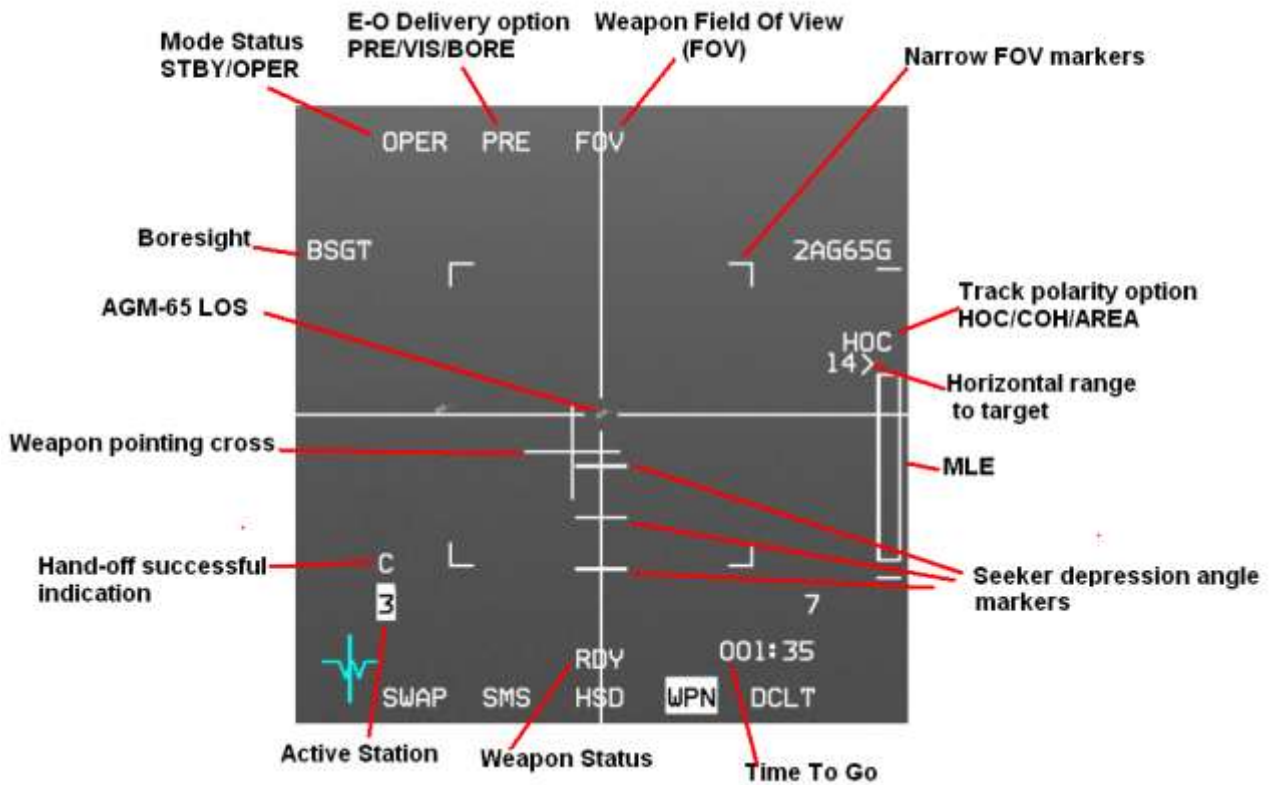 E-O Delivery option
PRE/VIS/BORE
Weapon Field Of View
(FOV)
Mode Status
STBY/OPER
Narrow FOV markers
OPER PRE FOV
Boresight
BSGT
2AG65G
AGM-65 LOS
Track polarity option
HOC/COH/AREA
HOC
14>
Horizontal range
to target
Weapon pointing cross
MLE
Hand-off successful
indication
C
3
Seeker depression angle
markers
7
RDY
001:35
SWAP SMS HSD WPN DCLT
Active Station
Weapon Status
Time To Go